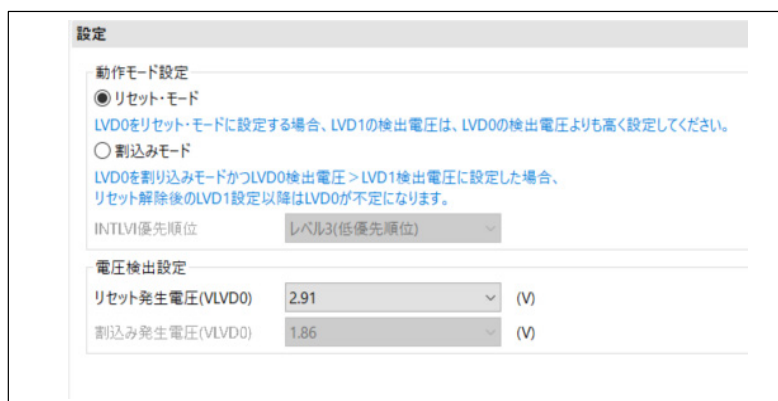 設定
動作モード設定
リセット・モード
LVD0をリセット・モードに設定する場合、LVD1の検出電圧は、LVD0の検出電圧よりも高く設定してください。
割込みモード
LVD0を割り込みモードかつLVD0検出電圧＞LVD1検出電圧に設定した場合、
リセット解除後のLVD1設定以降はLVD0が不定になります。
INTLVI優先順位 レベル3(低優先順位)
電圧検出設定
リセット発生電圧(VLVD0) 2.91 (V)
割込み発生電圧(VLVD0) 1.86 (V)